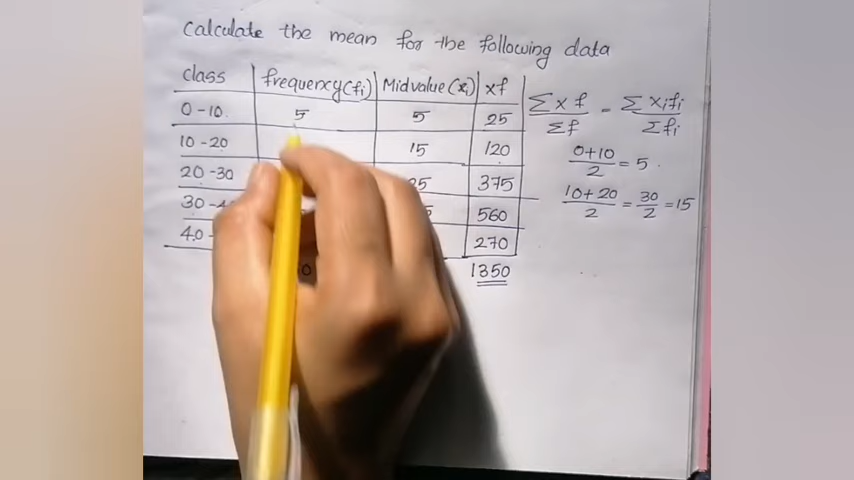 Calculate the mean for the following data
class frequency(fi) Midvalue(xi) xf
0-10 5 5 25
10-20 15 120
20-30 375
30- 560
40- 270
1350
Σxf/Σf = Σxifi/Σfi
0+10/2 = 5
10+20/2 = 30/2 = 15